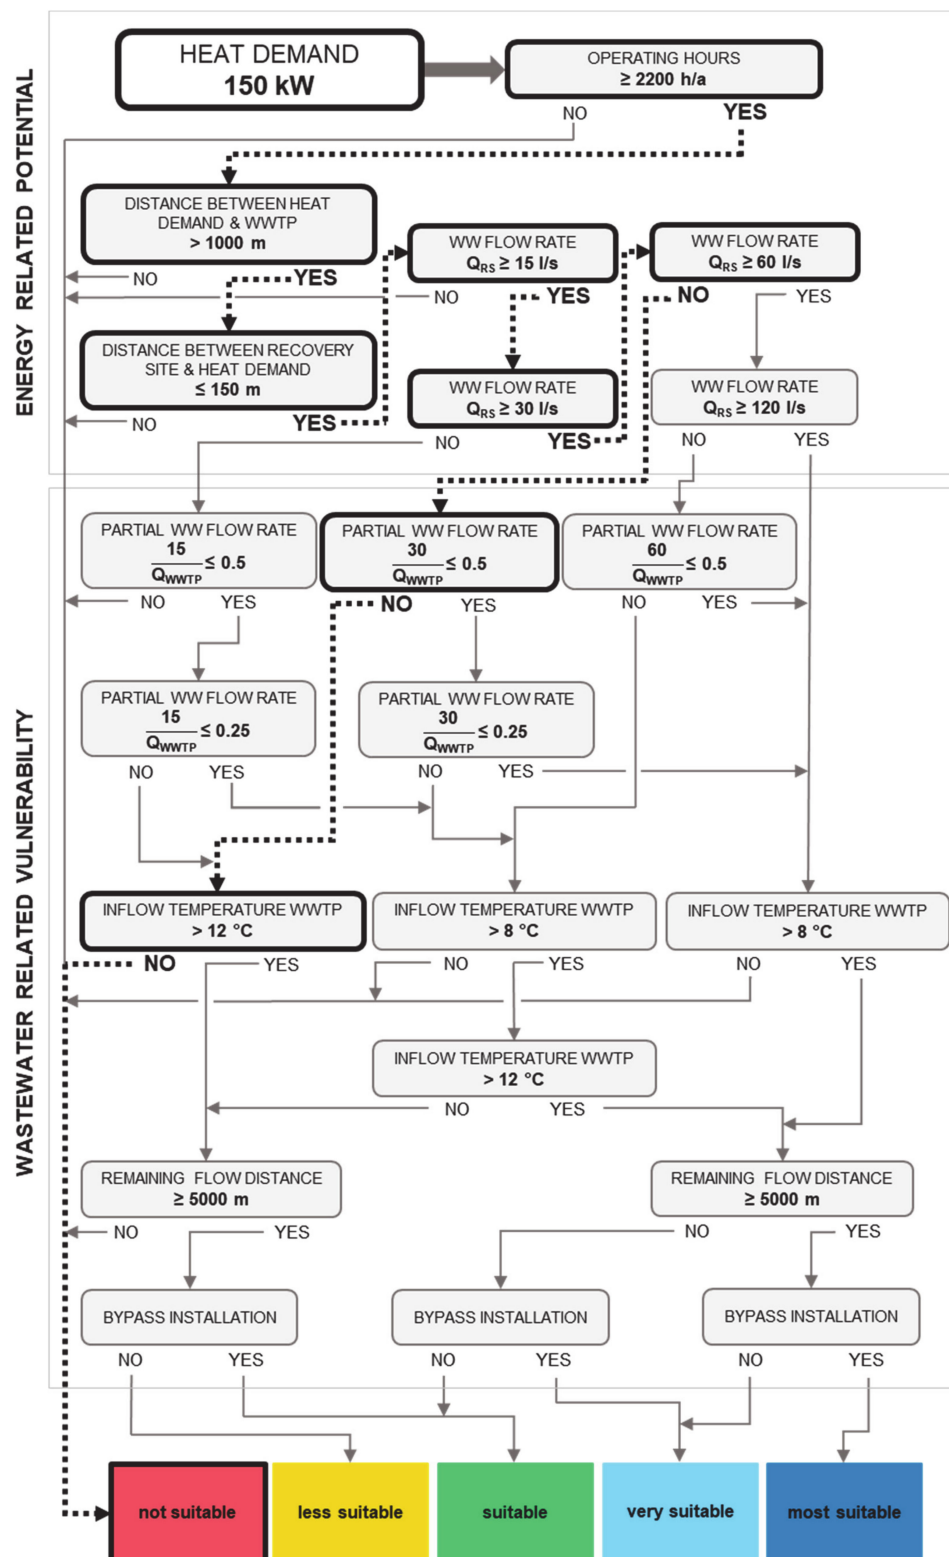 ENERGY RELATED POTENTIAL
HEAT DEMAND
150 kW
OPERATING HOURS
≥ 2200 h/a
NO
YES
DISTANCE BETWEEN HEAT
DEMAND & WWTP
> 1000 m
WW FLOW RATE
QRS ≥ 15 l/s
WW FLOW RATE
QRS ≥ 60 l/s
NO
YES
NO
YES
NO
YES
DISTANCE BETWEEN RECOVERY
SITE & HEAT DEMAND
≤ 150 m
WW FLOW RATE
QRS ≥ 30 l/s
WW FLOW RATE
QRS ≥ 120 l/s
NO
YES
NO
YES
NO
YES
WASTEWATER RELATED VULNERABILITY
PARTIAL WW FLOW RATE
15
QWWTP ≤ 0.5
PARTIAL WW FLOW RATE
30
QWWTP ≤ 0.5
PARTIAL WW FLOW RATE
60
QWWTP ≤ 0.5
NO
YES
NO
YES
NO
YES
PARTIAL WW FLOW RATE
15
QWWTP ≤ 0.25
PARTIAL WW FLOW RATE
30
QWWTP ≤ 0.25
NO
YES
NO
YES
INFLOW TEMPERATURE WWTP
> 12 °C
INFLOW TEMPERATURE WWTP
> 8 °C
INFLOW TEMPERATURE WWTP
> 8 °C
NO
YES
NO
YES
NO
YES
INFLOW TEMPERATURE WWTP
> 12 °C
NO
YES
REMAINING FLOW DISTANCE
≥ 5000 m
REMAINING FLOW DISTANCE
≥ 5000 m
NO
YES
NO
YES
BYPASS INSTALLATION
BYPASS INSTALLATION
BYPASS INSTALLATION
NO
YES
NO
YES
NO
YES
not suitable
less suitable
suitable
very suitable
most suitable